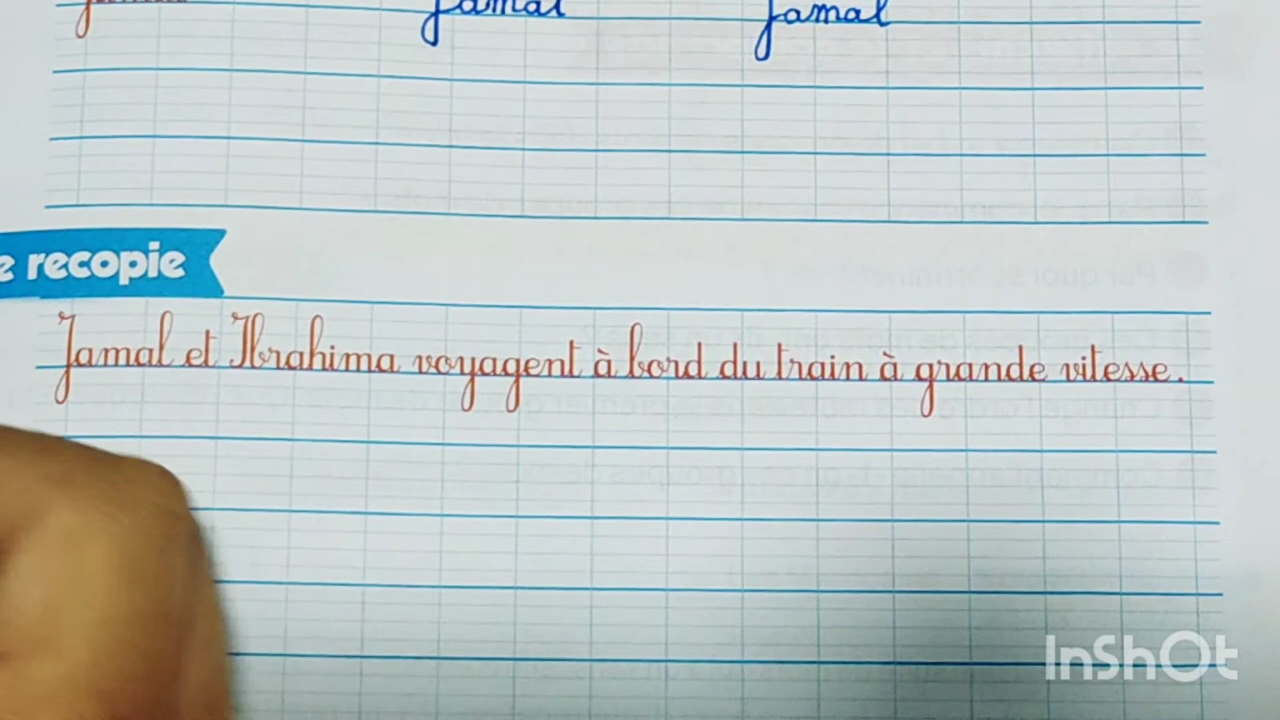 Jamal Jamal
e recopie
Jamal et Ibrahima voyagent à bord du train à grande vitesse.
InShOt